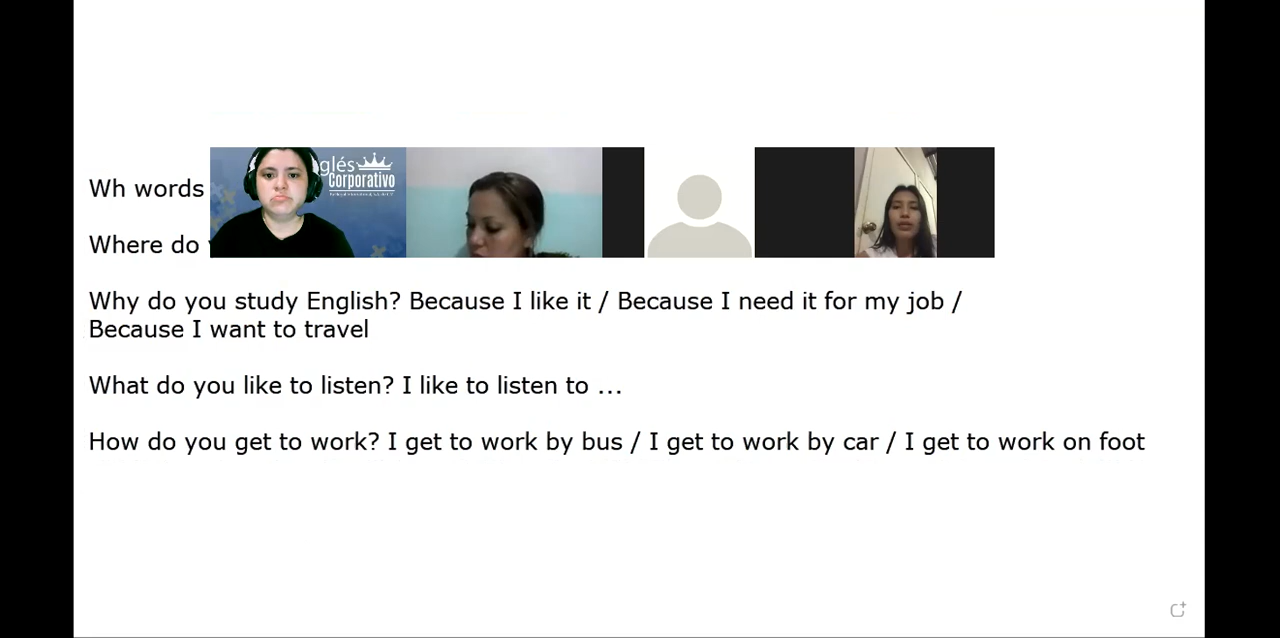 Wh words
glés
Corporativo
Where do
Why do you study English? Because I like it / Because I need it for my job /
Because I want to travel
What do you like to listen? I like to listen to ...
How do you get to work? I get to work by bus / I get to work by car / I get to work on foot